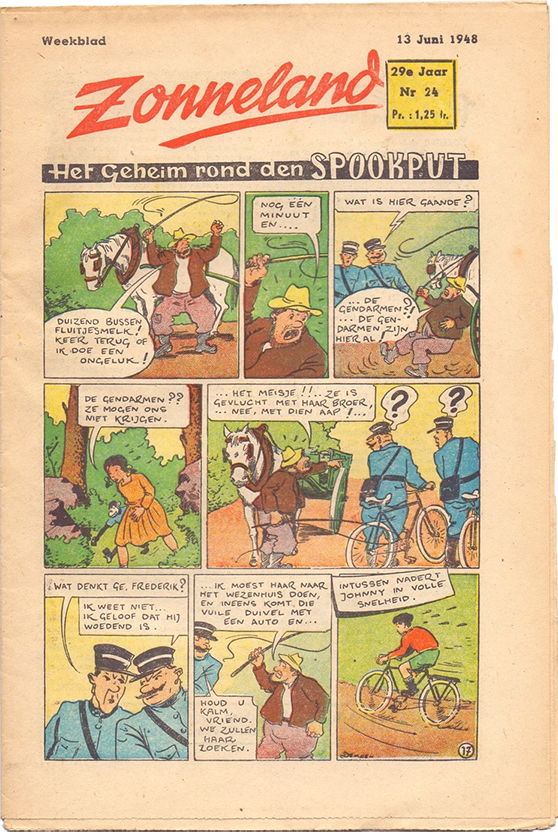 Weekblad
13 Juni 1948
Zonneland
29e Jaar
Nr 24
Pr. : 1,25 fr.
Het Geheim rond den SPOOKPUT
DUIZEND BUSSEN
FLUITJESMELK!
KEER TERUG OF
IK DOE EEN
ONGELUK!
NOG EËN
MINUUT
EN....
WAT IS HIER GAANDE?
... DE
GENDARMEN?!
... DE GEN-
DARMEN ZIJN
HIER AL!
DE GENDARMEN??
ZE MOGEN ONS
NIET KRIJGEN.
... HET MEISJE!!.. ZE IS
GEVLUCHT MET HAAR BROER,
... NEE, MET DIEN AAP!...
?
?
WAT DENKT GE, FREDERIK?
IK WEET NIET...
IK GELOOF DAT HIJ
WOEDEND IS.
... IK MOEST HAAR NAAR
HET WEZENHUIS DOEN,
EN INEENS KOMT DIE
VUILE DUIVEL MET
EEN AUTO EN...
HOUD U
KALM,
VRIEND.
WE ZULLEN
HAAR
ZOEKEN.
INTUSSEN NADERT
JOHNNY IN VOLLE
SNELHEID.
17